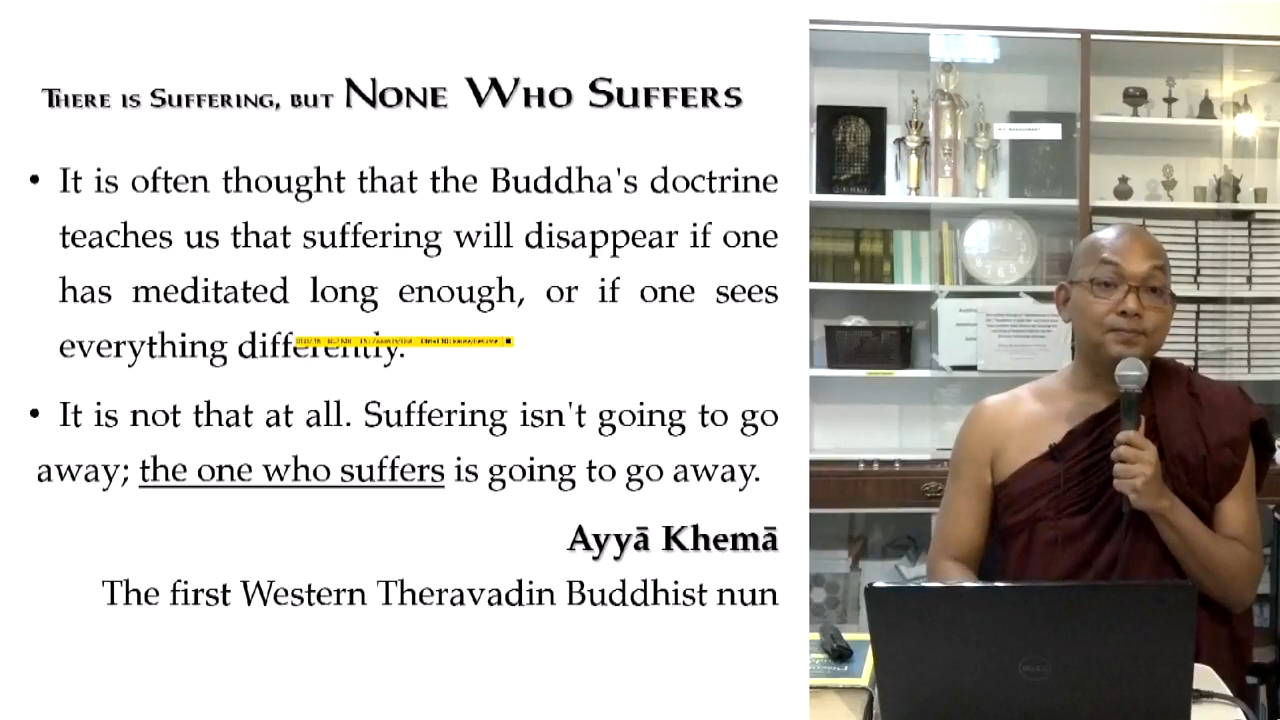 There is Suffering, but None Who Suffers
• It is often thought that the Buddha's doctrine
teaches us that suffering will disappear if one
has meditated long enough, or if one sees
everything differently.
• It is not that at all. Suffering isn't going to go
away; the one who suffers is going to go away.
Ayyā Khemā
The first Western Theravadin Buddhist nun
DELL